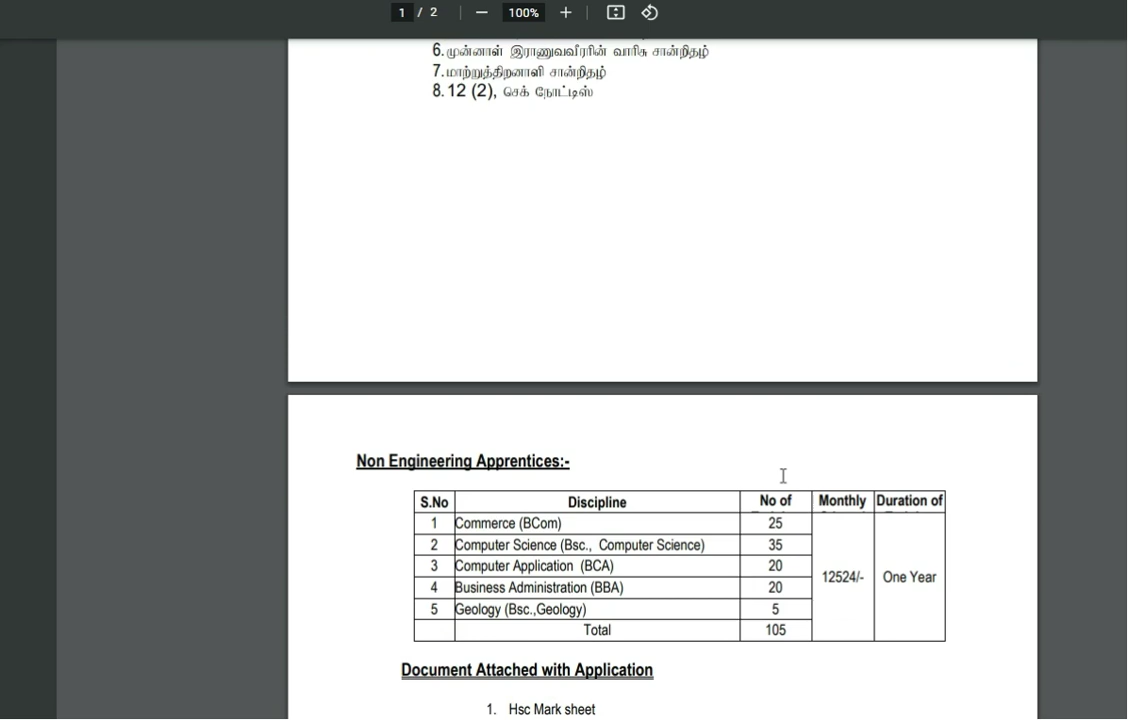 1 / 2 | − 100% + |
6. முன்னாள் இராணுவவீரரின் வாரிசு சான்றிதழ்
7. மாற்றுத்திறனாளி சான்றிதழ்
8. 12 (2), செக் நோட்டிஸ்
Non Engineering Apprentices:-
S.No Discipline No of Monthly Duration of
1 Commerce (BCom) 25
2 Computer Science (Bsc., Computer Science) 35
3 Computer Application (BCA) 20
12524/- One Year
4 Business Administration (BBA) 20
5 Geology (Bsc.,Geology) 5
Total 105
Document Attached with Application
1. Hsc Mark sheet